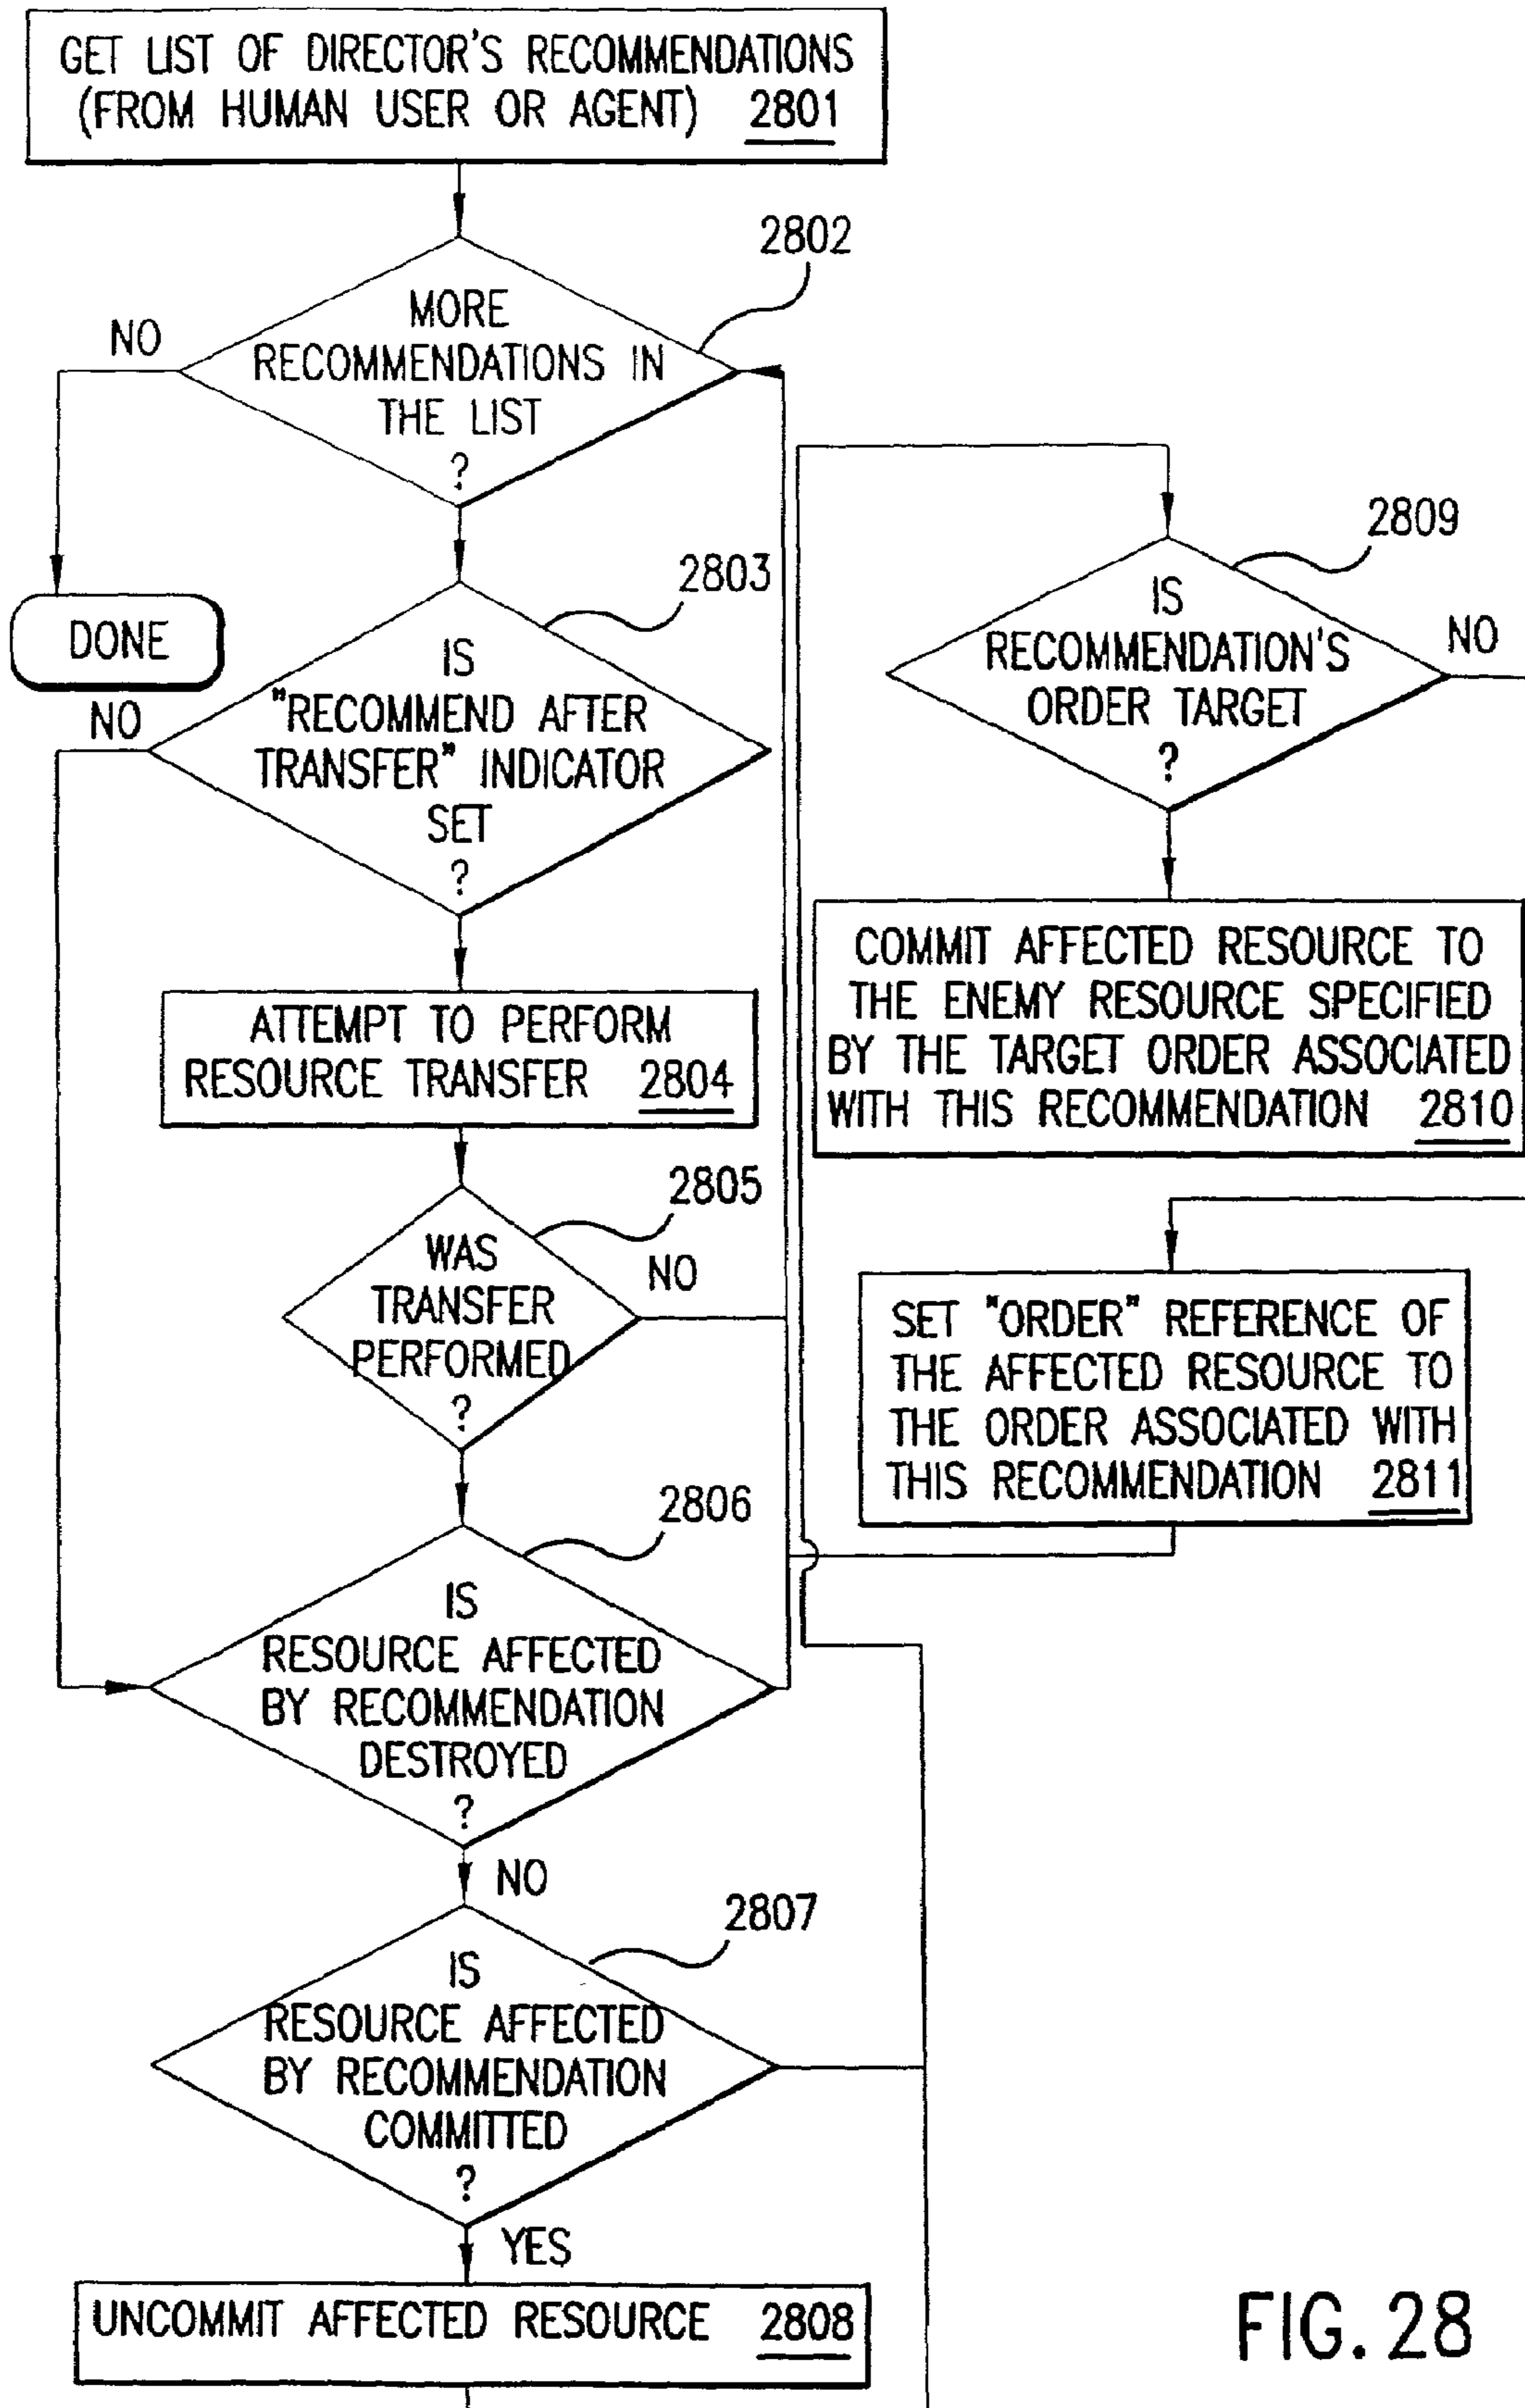 GET LIST OF DIRECTOR'S RECOMMENDATIONS
(FROM HUMAN USER OR AGENT) 2801
2802
MORE
RECOMMENDATIONS IN
THE LIST
?
NO
DONE
2803
IS
"RECOMMEND AFTER
TRANSFER" INDICATOR
SET
?
NO
ATTEMPT TO PERFORM
RESOURCE TRANSFER 2804
2805
WAS
TRANSFER
PERFORMED
?
NO
2806
IS
RESOURCE AFFECTED
BY RECOMMENDATION
DESTROYED
?
NO
2807
IS
RESOURCE AFFECTED
BY RECOMMENDATION
COMMITTED
?
YES
UNCOMMIT AFFECTED RESOURCE 2808
2809
IS
RECOMMENDATION'S
ORDER TARGET
?
NO
COMMIT AFFECTED RESOURCE TO
THE ENEMY RESOURCE SPECIFIED
BY THE TARGET ORDER ASSOCIATED
WITH THIS RECOMMENDATION 2810
SET "ORDER" REFERENCE OF
THE AFFECTED RESOURCE TO
THE ORDER ASSOCIATED WITH
THIS RECOMMENDATION 2811
FIG. 28